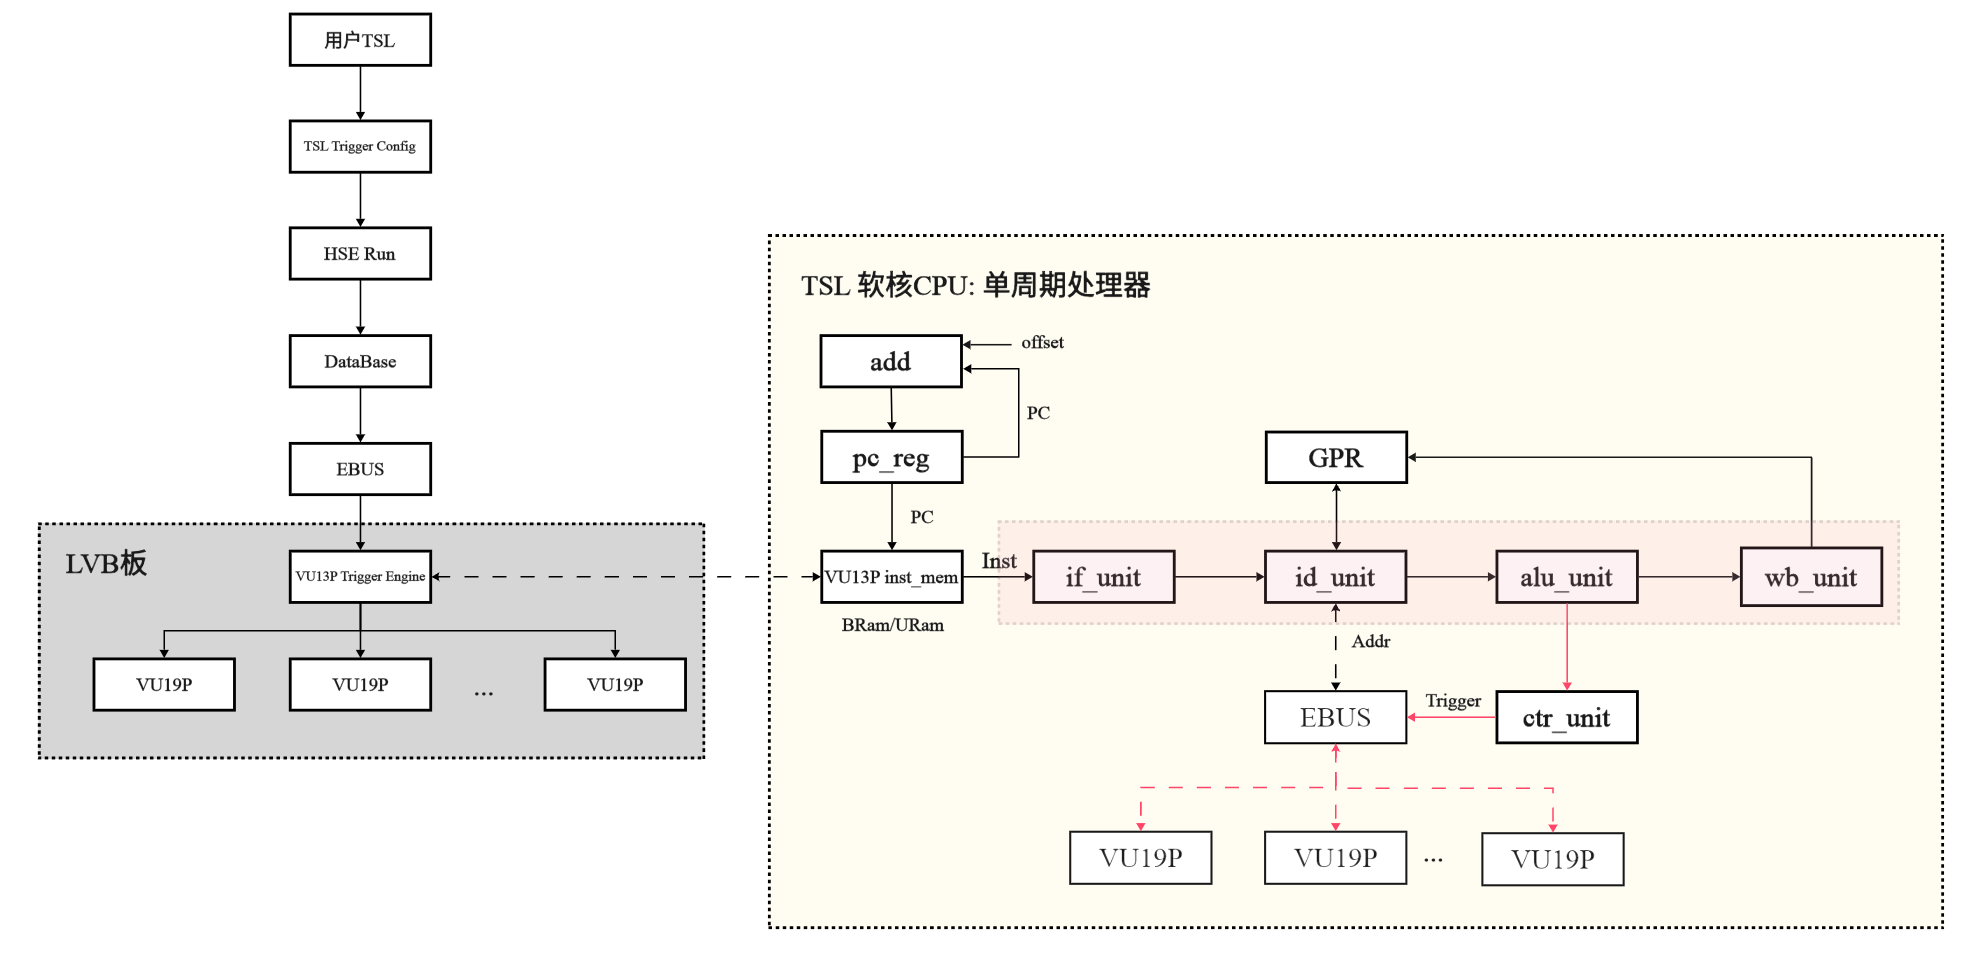 用户TSL
TSL Trigger Config
HSE Run
DataBase
EBUS
LVB板
VU13P Trigger Engine
VU19P
VU19P
...
VU19P
TSL 软核CPU: 单周期处理器
add
offset
PC
pc_reg
PC
GPR
VU13P inst_mem
Inst
if_unit
id_unit
alu_unit
wb_unit
BRam/URam
Addr
EBUS
Trigger
ctr_unit
VU19P
VU19P
...
VU19P